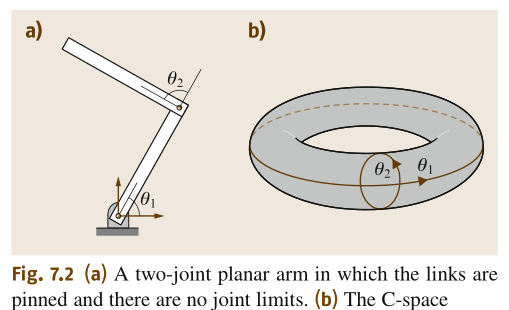 a)
b)
θ2
θ1
θ2
θ1
Fig. 7.2 (a) A two-joint planar arm in which the links are
pinned and there are no joint limits. (b) The C-space